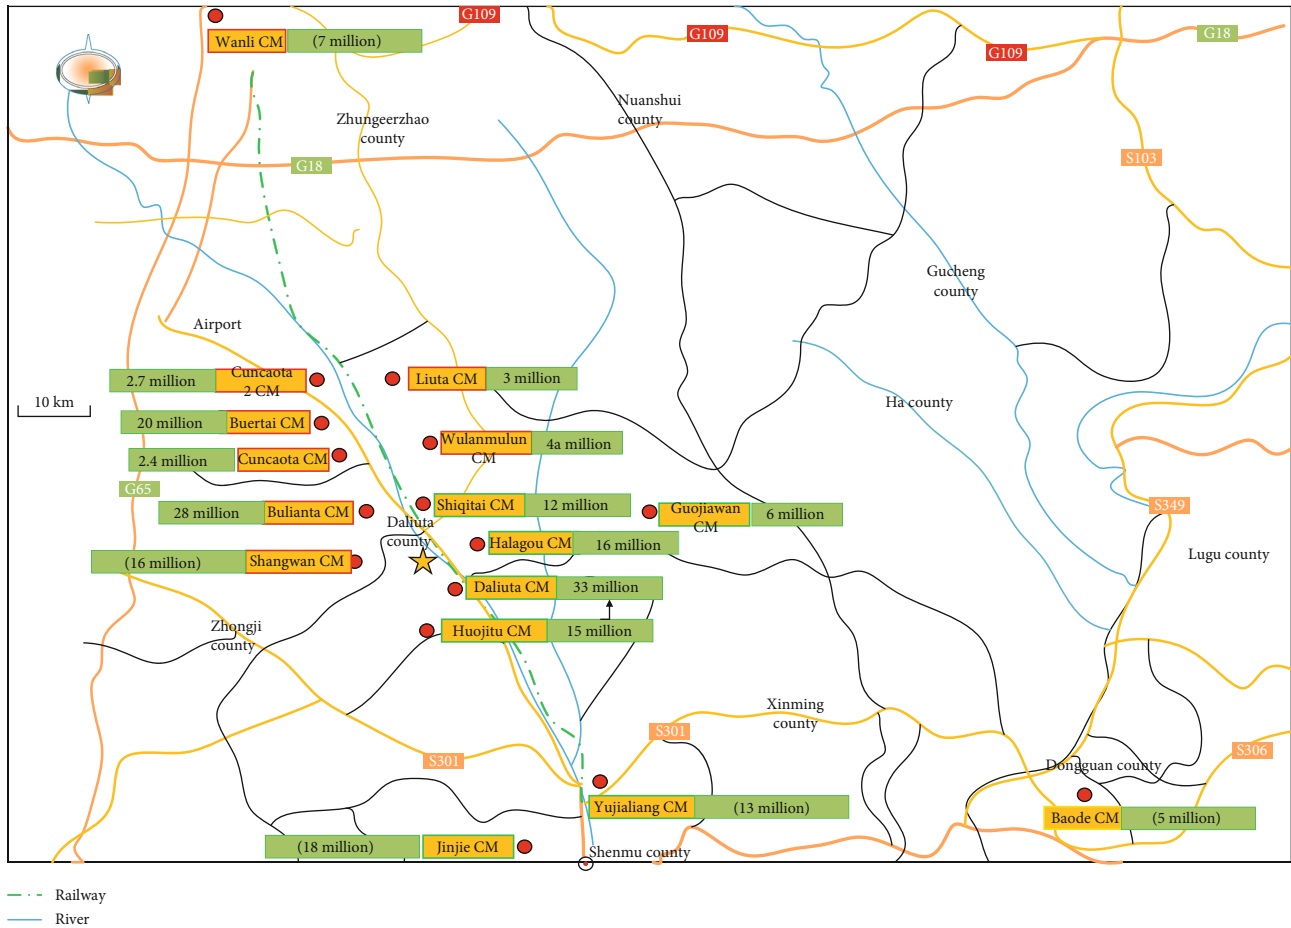 G109
Wanli CM
(7 million)
G109
G109
G18
Nuanshui
county
Zhungeerzhao
county
S103
G18
Gucheng
county
Airport
Cuncaota
2 CM
2.7 million
Liuta CM
3 million
10 km
Ha county
20 million
Buertai CM
Wulanmulun
CM
4a million
2.4 million
Cuncaota CM
G65
28 million
Bulianta CM
Shiqitai CM
12 million
Guojiawan
CM
6 million
S349
Daliuta
county
Halagou CM
16 million
Lugu county
(16 million)
Shangwan CM
Daliuta CM
33 million
Zhongji
county
Huojitu CM
15 million
Xinming
county
S301
S301
S306
Dongguan county
Yujialiang CM
(13 million)
Baode CM
(5 million)
(18 million)
Jinjie CM
Shenmu county
Railway
River